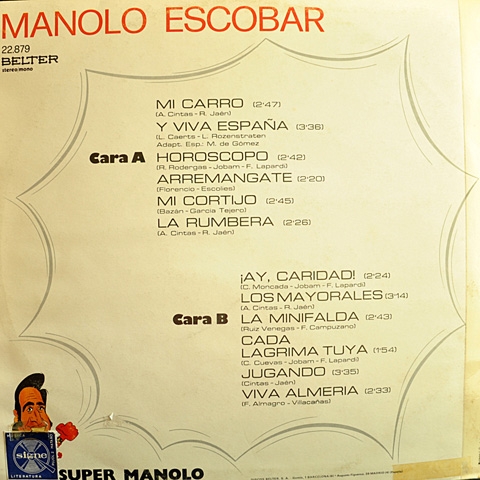 MANOLO ESCOBAR
22.879
BELTER
stereo/mono
MI CARRO (2'47)
(A. Cintas - R. Jaén)
Y VIVA ESPAÑA (3'36)
(L. Caerts - L. Rozenstraten
Adapt. Esp.: M. de Gómez
Cara A HOROSCOPO (2'42)
(R. Rodergas - Jobam - F. Lapardi)
ARREMANGATE (2'20)
(Florencio - Escolies)
MI CORTIJO (2'45)
(Bazán - Garcia Tejero)
LA RUMBERA (2'26)
(A. Cintas - R. Jaén)
¡AY, CARIDAD! (2'24)
(C. Moncada - Jobam - F. Lapardi)
LOS MAYORALES (3'14)
(A. Cintas - R. Jaén)
Cara B LA MINIFALDA (2'43)
(Ruiz Venegas - F. Campuzano)
CADA
LAGRIMA TUYA (1'54)
(C. Cuevas - Jobam - F. Lapardi)
JUGANDO (3'35)
(Cintas - Jaén)
VIVA ALMERIA (2'33)
(F. Almagro - Villacañas)
signe
LITERATURA
SUPER MANOLO